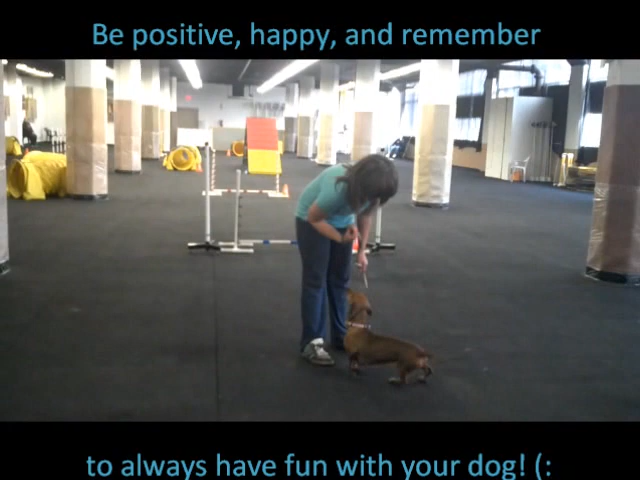 Be positive, happy, and remember
to always have fun with your dog! (: